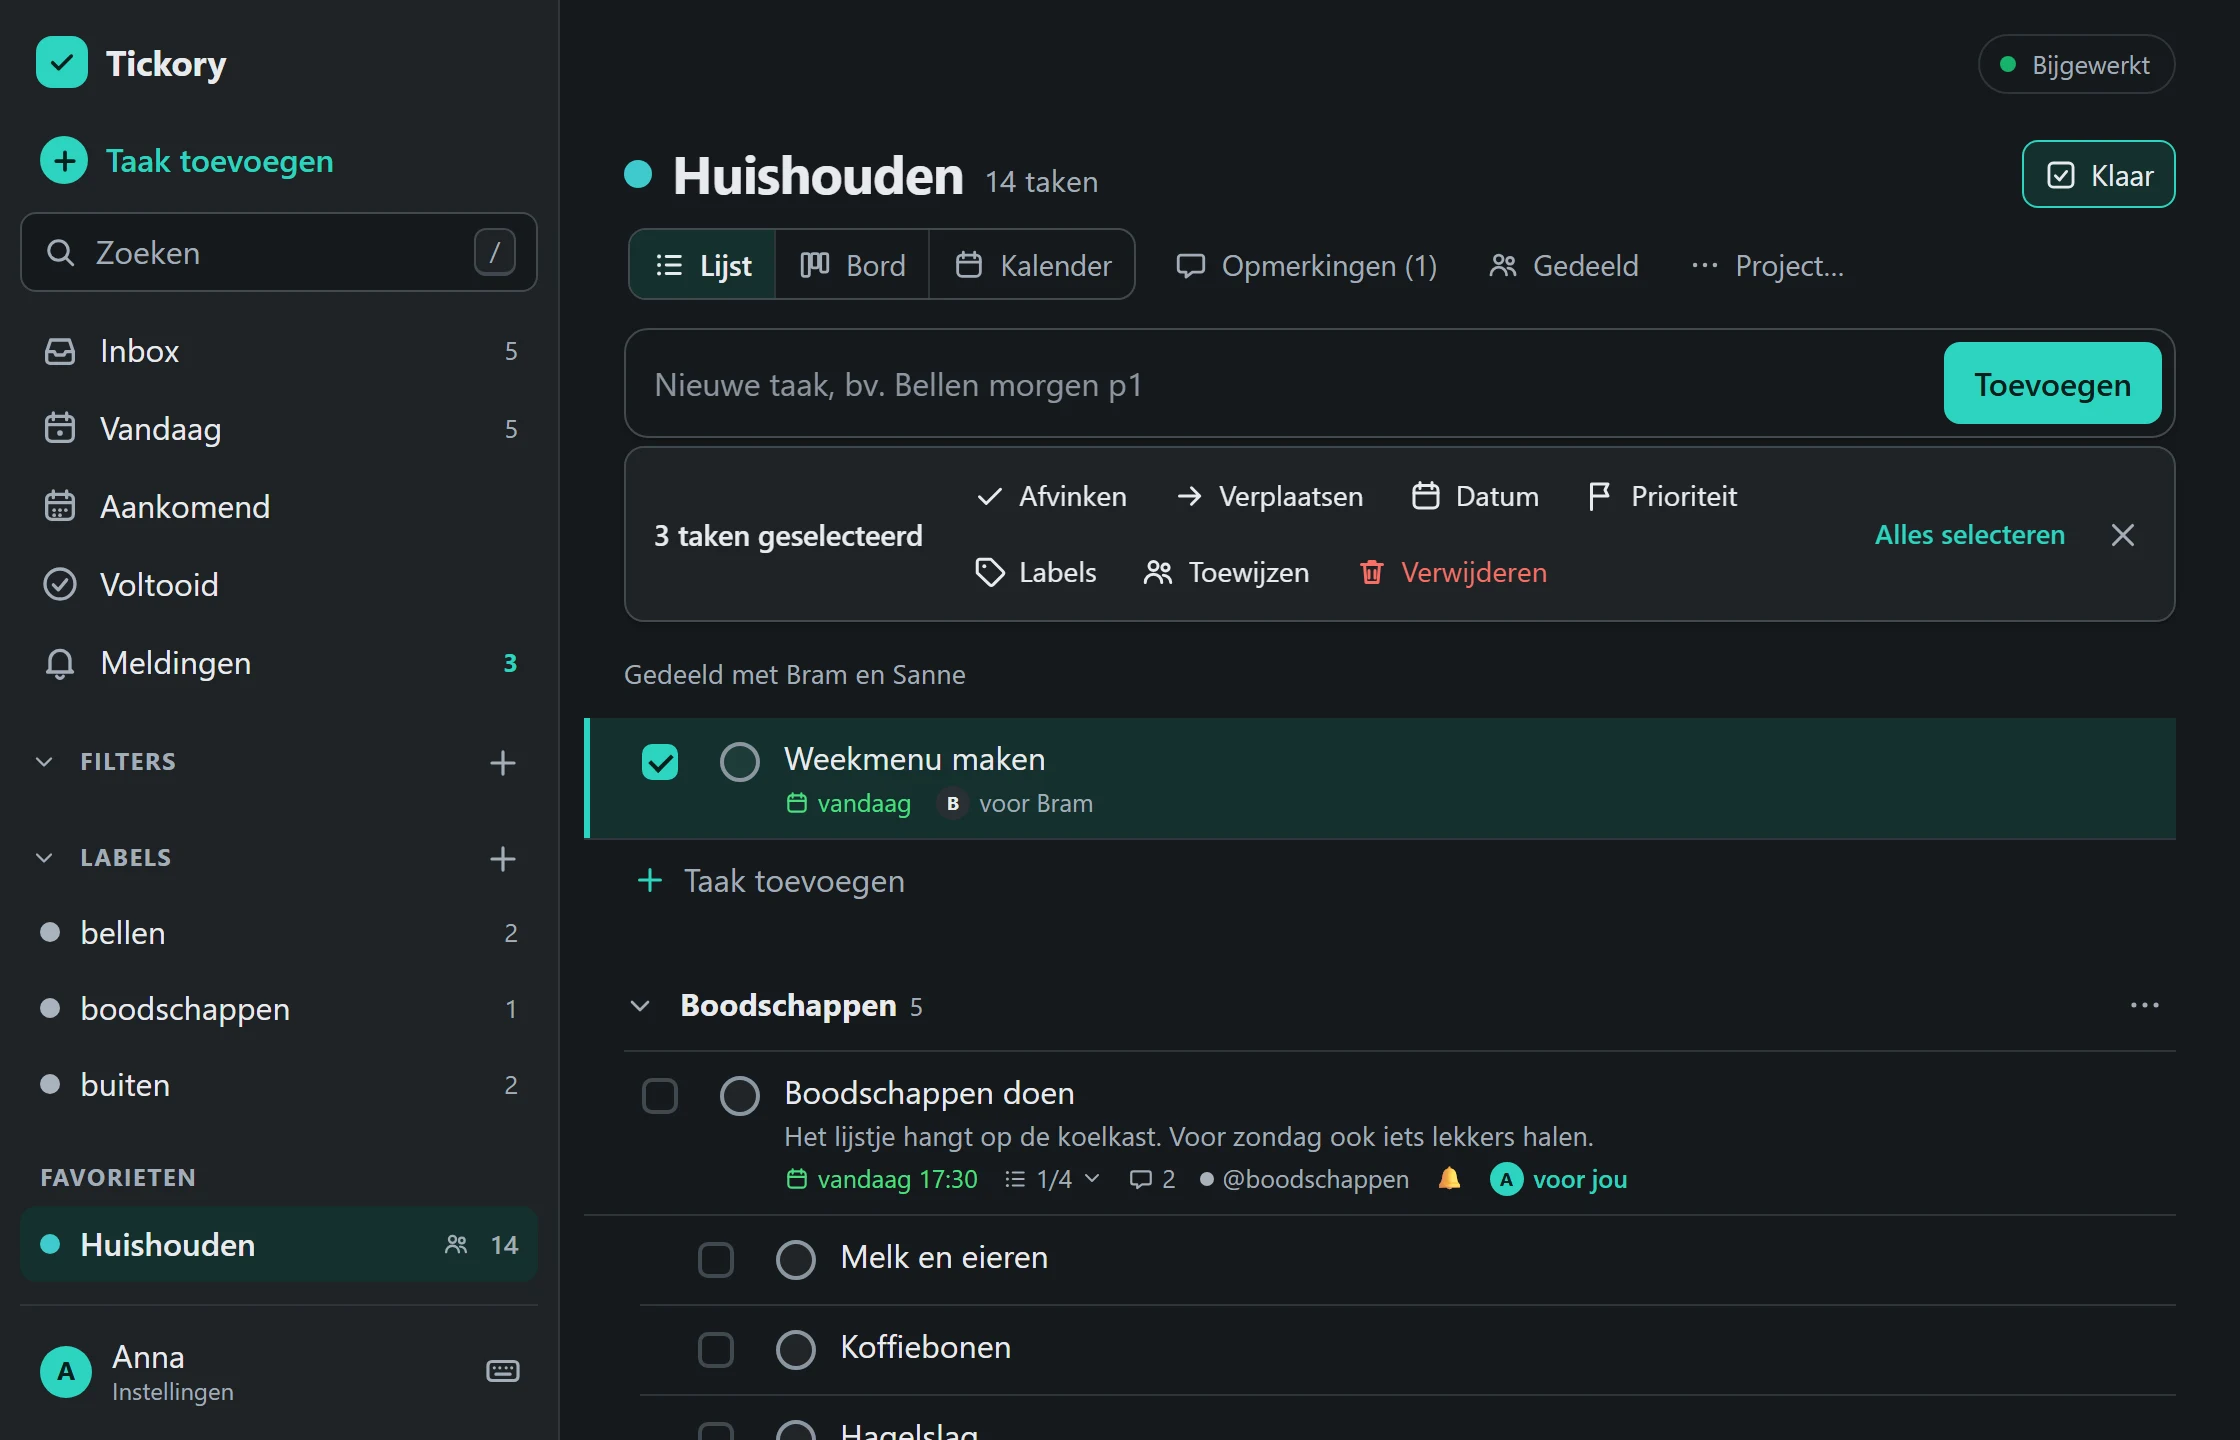 Tickory
Taak toevoegen
Zoeken /
Inbox 5
Vandaag 5
Aankomend
Voltooid
Meldingen 3
FILTERS
LABELS
bellen 2
boodschappen 1
buiten 2
FAVORIETEN
Huishouden 14
A Anna
Instellingen
Bijgewerkt
Huishouden 14 taken
Klaar
Lijst Bord Kalender Opmerkingen (1) Gedeeld Project...
Nieuwe taak, bv. Bellen morgen p1 Toevoegen
3 taken geselecteerd
Afvinken Verplaatsen Datum Prioriteit
Labels Toewijzen Verwijderen
Alles selecteren
Gedeeld met Bram en Sanne
Weekmenu maken
vandaag B voor Bram
Taak toevoegen
Boodschappen 5
Boodschappen doen
Het lijstje hangt op de koelkast. Voor zondag ook iets lekkers halen.
vandaag 17:30 1/4 2 @boodschappen A voor jou
Melk en eieren
Koffiebonen
Hagelslag